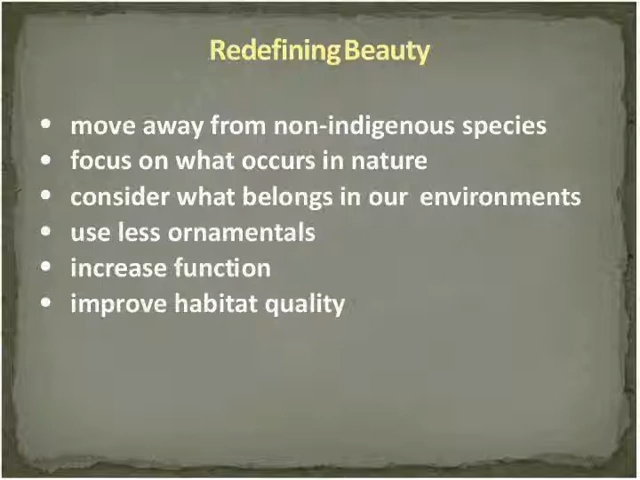 Redefining Beauty
• move away from non-indigenous species
• focus on what occurs in nature
• consider what belongs in our environments
• use less ornamentals
• increase function
• improve habitat quality